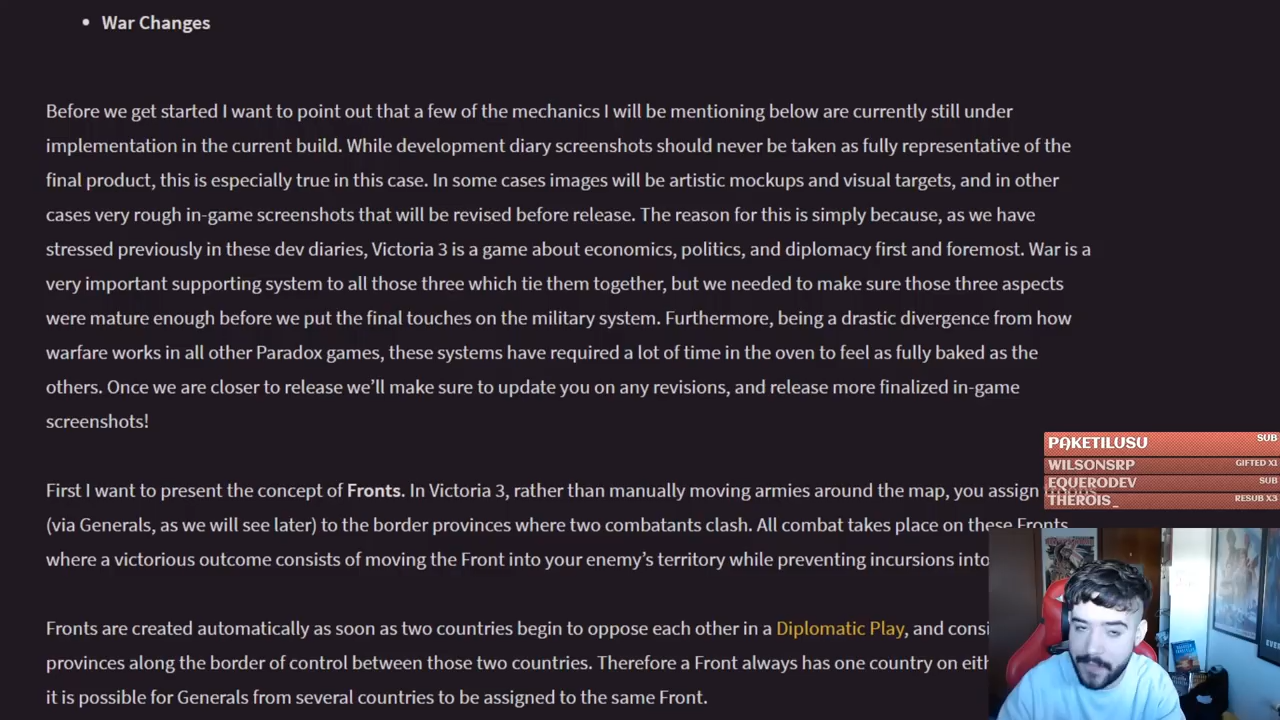 • War Changes
Before we get started I want to point out that a few of the mechanics I will be mentioning below are currently still under
implementation in the current build. While development diary screenshots should never be taken as fully representative of the
final product, this is especially true in this case. In some cases images will be artistic mockups and visual targets, and in other
cases very rough in-game screenshots that will be revised before release. The reason for this is simply because, as we have
stressed previously in these dev diaries, Victoria 3 is a game about economics, politics, and diplomacy first and foremost. War is a
very important supporting system to all those three which tie them together, but we needed to make sure those three aspects
were mature enough before we put the final touches on the military system. Furthermore, being a drastic divergence from how
warfare works in all other Paradox games, these systems have required a lot of time in the oven to feel as fully baked as the
others. Once we are closer to release we’ll make sure to update you on any revisions, and release more finalized in-game
screenshots!
First I want to present the concept of Fronts. In Victoria 3, rather than manually moving armies around the map, you assign
(via Generals, as we will see later) to the border provinces where two combatants clash. All combat takes place on these Fronts,
where a victorious outcome consists of moving the Front into your enemy’s territory while preventing incursions into
Fronts are created automatically as soon as two countries begin to oppose each other in a Diplomatic Play, and
provinces along the border of control between those two countries. Therefore a Front always has one country on
it is possible for Generals from several countries to be assigned to the same Front.
PAKETILUSU SUB
WILSONSRP GIFTED X1
EQUERODEV SUB
THEROIS_ RESUB X3